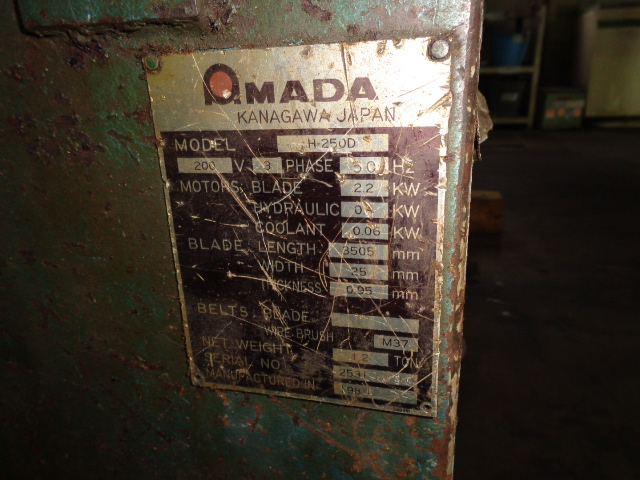 AMADA
KANAGAWA JAPAN
MODEL H-250D
200 V 3 PHASE 50 HZ
MOTORS; BLADE 2.2 KW
HYDRAULIC KW
COOLANT 0.06 KW
BLADE; LENGTH 3505 mm
WIDTH 25 mm
THICKNESS 0.95 mm
BELTS; BLADE
WIRE-BRUSH M37
NET. WEIGHT 1.2 TON
SERIAL NO.
MANUFACTURED IN